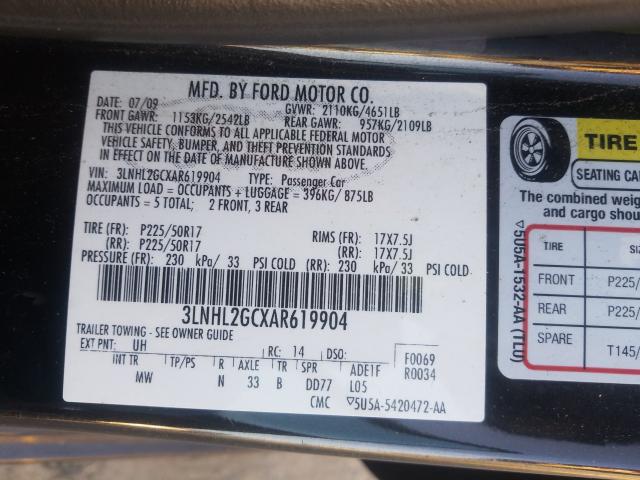 MFD. BY FORD MOTOR CO.
07/09 GVWR: 2110KG/4651LB
FRONT GAWR: 1153KG/2542LB REAR GAWR: 957KG/2109LB
THIS VEHICLE CONFORMS TO ALL APPLICABLE FEDERAL MOTOR
VEHICLE SAFETY, BUMPER, AND THEFT PREVENTION STANDARDS
IN EFFECT ON THE DATE OF MANUFACTURE SHOWN ABOVE.
VIN: 3LNHL2GCXAR619904 TYPE: Passenger Car
MAXIMUM LOAD = OCCUPANTS + LUGGAGE = 396KG/ 875LB
OCCUPANTS = 5 TOTAL: 2 FRONT, 3 REAR
TIRE (FR): P225/50R17 RIMS (FR): 17X7.5J
(RR): P225/50R17 (RR): 17X7.5J
PRESSURE (FR): 230 kPa/ 33 PSI COLD (RR): 230 kPa/ 33 PSI COLD
3LNHL2GCXAR619904
TRAILER TOWING - SEE OWNER GUIDE
EXT PNT: UH RC: 14 DSO: F0069
INT TR TP/PS R AXLE TR SPR ADE1F R0034
MW N 33 B DD77 L05
CMC ▽5U5A-5420472-AA
TIRE
SEATING CA
The combined weig
and cargo shou
TIRE SI
FRONT P225/
REAR P225/
SPARE T145/
▽5U5A-1532-AA (TLU)